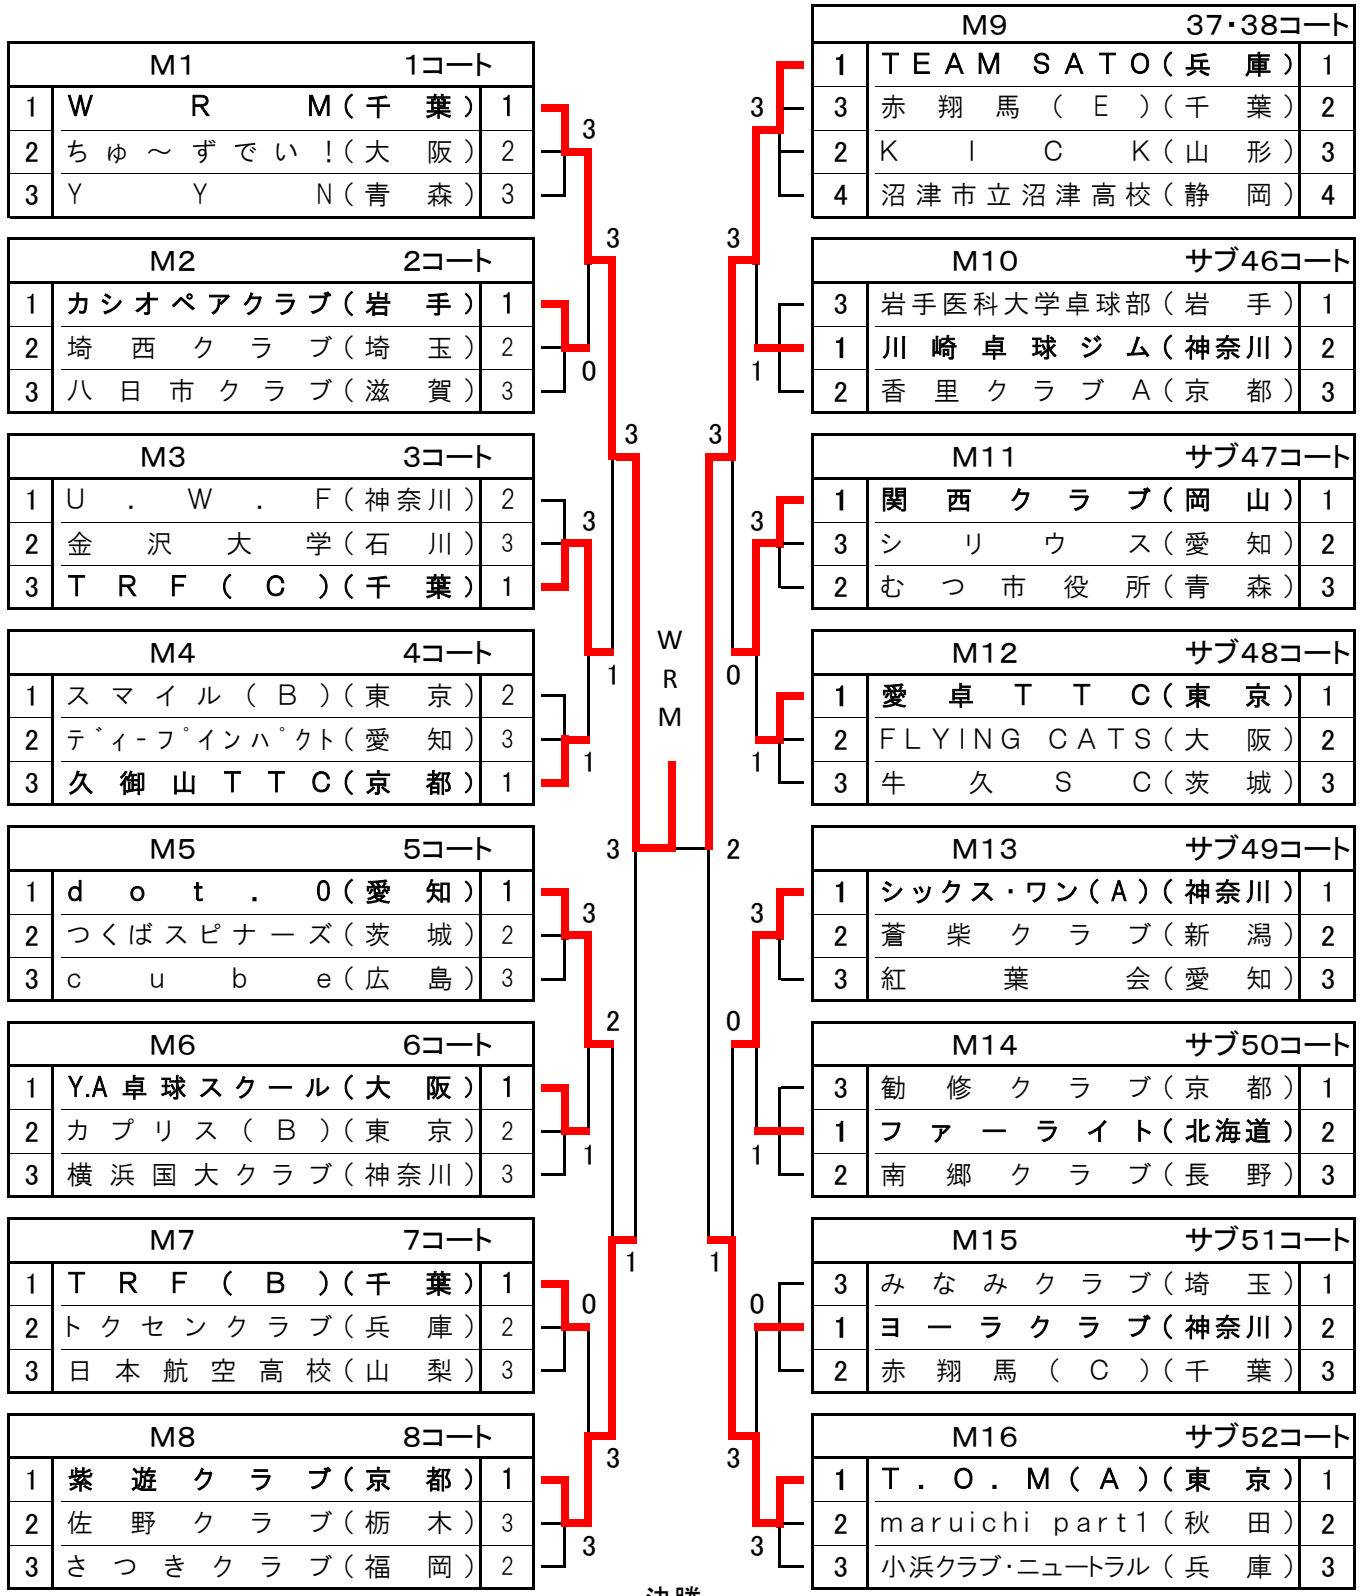 M1 1コート
1 W R M(千 葉) 1
2 ちゅ～ずでい!(大 阪) 2
3 Y Y N(青 森) 3
3
M2 2コート
1 カシオペアクラブ(岩 手) 1
2 埼西クラブ(埼 玉) 2
3 八日市クラブ(滋 賀) 3
0
3
M3 3コート
1 U.W.F(神奈川) 2
2 金沢大学(石 川) 3
3 TRF(C)(千 葉) 1
3
M4 4コート
1 スマイル(B)(東 京) 2
2 ディープインパクト(愛 知) 3
3 久御山TTC(京 都) 1
1
1
3
M5 5コート
1 dot.0(愛 知) 1
2 つくばスピナーズ(茨 城) 2
3 cube(広 島) 3
3
M6 6コート
1 Y.A卓球スクール(大 阪) 1
2 カプリス(B)(東 京) 2
3 横浜国大クラブ(神奈川) 3
1
2
M7 7コート
1 TRF(B)(千 葉) 1
2 トクセンクラブ(兵 庫) 2
3 日本航空高校(山 梨) 3
0
M8 8コート
1 紫遊クラブ(京 都) 1
2 佐野クラブ(栃 木) 3
3 さつきクラブ(福 岡) 2
3
3
1
3
W
R
M
2
M9 37・38コート
1 TEAM SATO(兵 庫) 1
3 赤翔馬(E)(千 葉) 2
2 KICK(山 形) 3
4 沼津市立沼津高校(静 岡) 4
3
M10 サブ46コート
3 岩手医科大学卓球部(岩 手) 1
1 川崎卓球ジム(神奈川) 2
2 香里クラブA(京 都) 3
1
3
M11 サブ47コート
1 関西クラブ(岡 山) 1
3 シリウス(愛 知) 2
2 むつ市役所(青 森) 3
3
M12 サブ48コート
1 愛卓TTC(東 京) 1
2 FLYING CATS(大 阪) 2
3 牛久SC(茨 城) 3
1
0
3
M13 サブ49コート
1 シックス・ワン(A)(神奈川) 1
2 蒼柴クラブ(新 潟) 2
3 紅葉会(愛 知) 3
3
M14 サブ50コート
3 勧修クラブ(京 都) 1
1 ファーライト(北海道) 2
2 南郷クラブ(長 野) 3
1
0
M15 サブ51コート
3 みなみクラブ(埼 玉) 1
1 ヨーラクラブ(神奈川) 2
2 赤翔馬(C)(千 葉) 3
0
M16 サブ52コート
1 T.O.M(A)(東 京) 1
2 maruichi part1(秋 田) 2
3 小浜クラブ・ニュートラル(兵 庫) 3
3
3
1
決勝